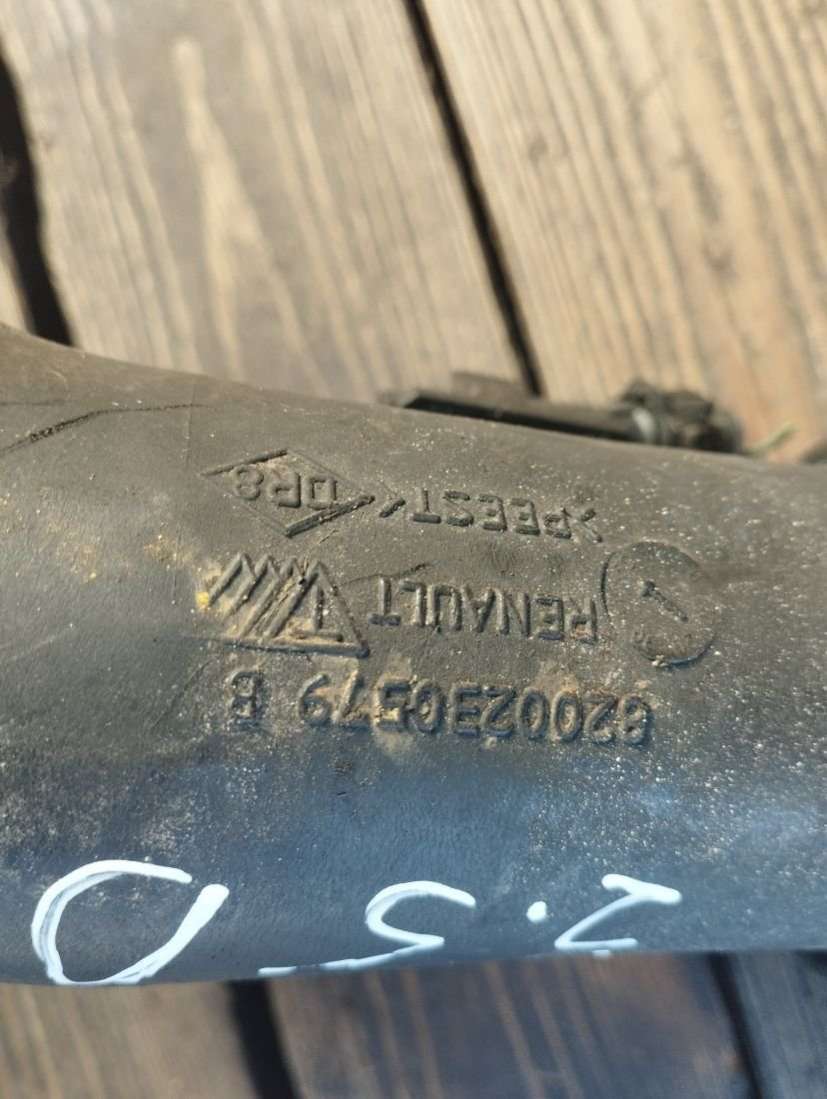 2.5 D
8200230579 B
RENAULT
>PEEST< DR8